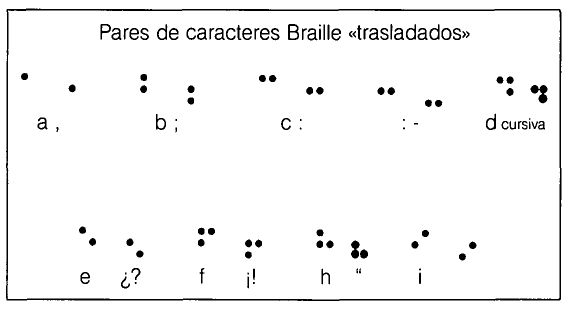 Pares de caracteres Braille «trasladados»
a , b ; c : : - d cursiva
e ¿? f ¡! h “ i